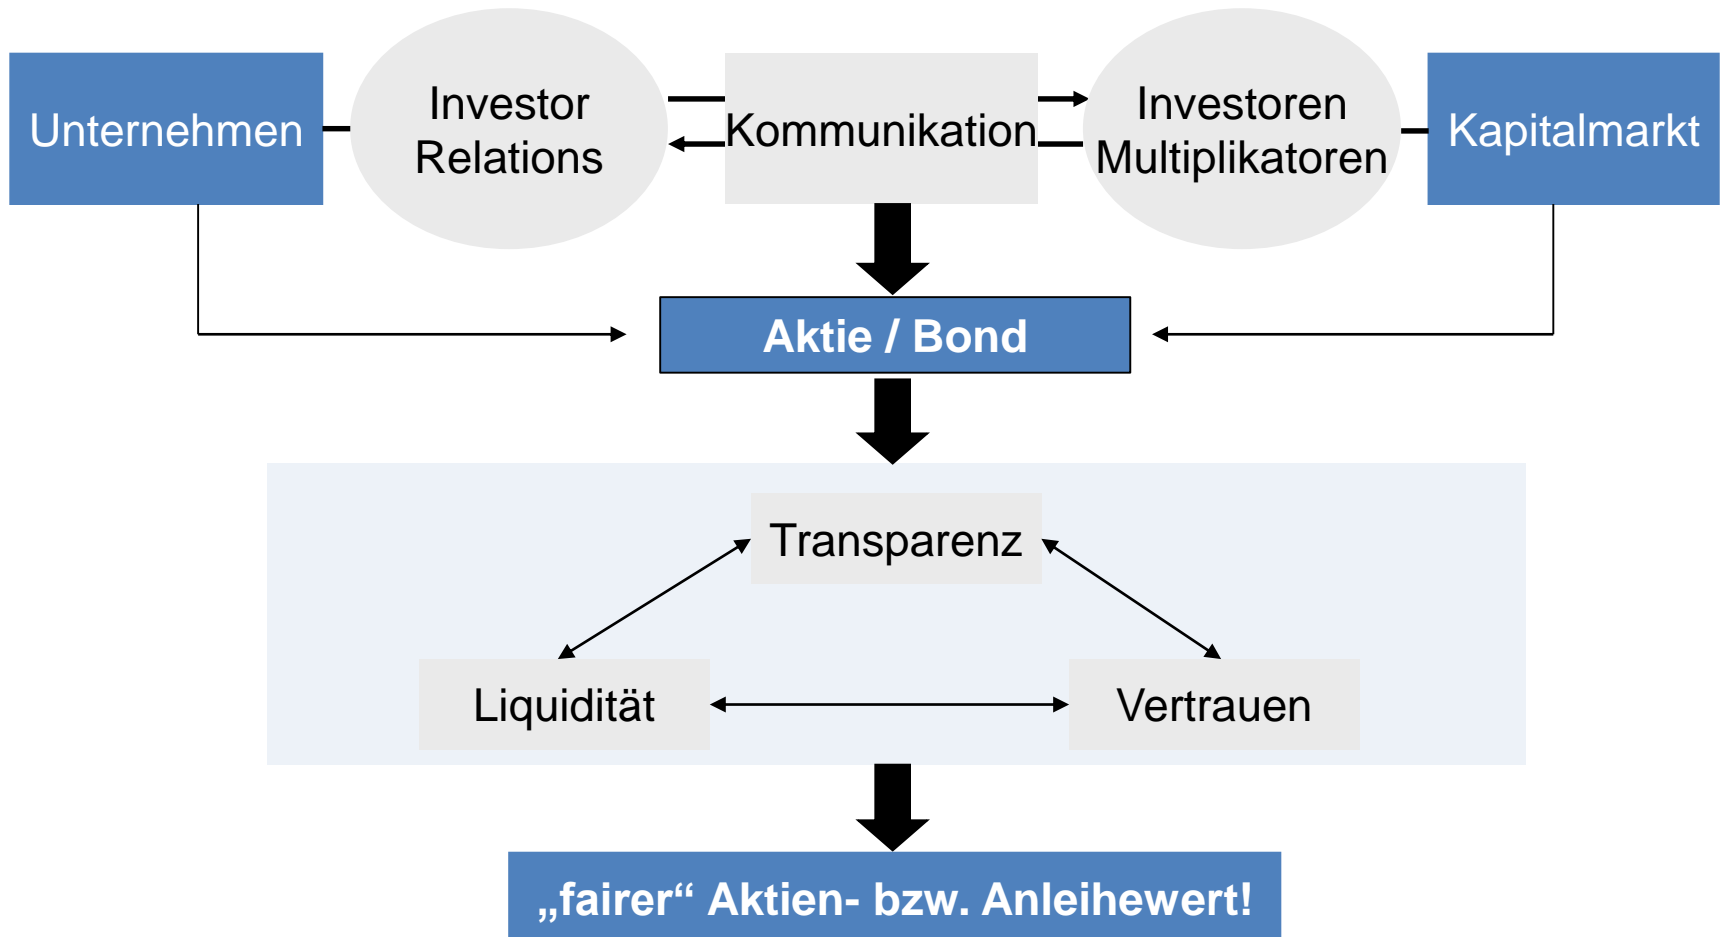 Unternehmen
Investor
Relations
Kommunikation
Investoren
Multiplikatoren
Kapitalmarkt
Aktie / Bond
Transparenz
Liquidität
Vertrauen
„fairer“ Aktien- bzw. Anleihewert!